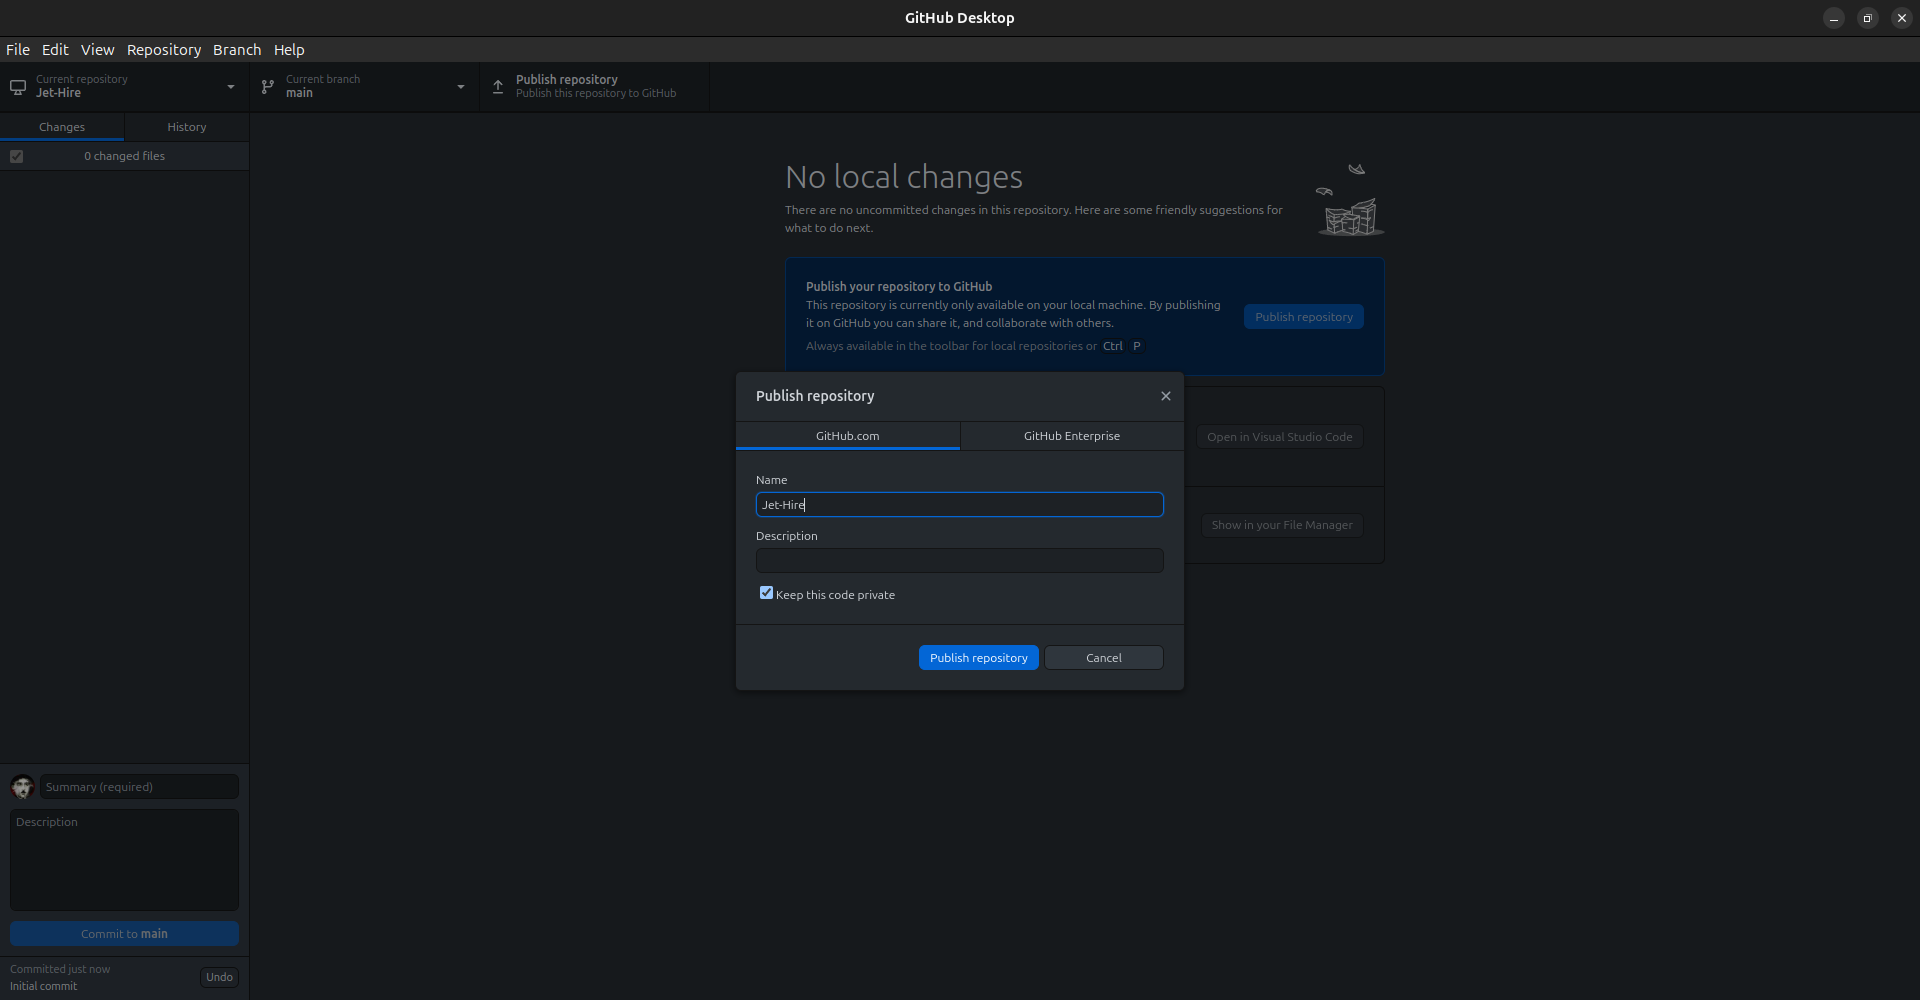 GitHub Desktop
File Edit View Repository Branch Help
Current repository
Jet-Hire
Current branch
main
Publish repository
Publish this repository to GitHub
Changes
History
0 changed files
No local changes
There are no uncommitted changes in this repository. Here are some friendly suggestions for
what to do next.
Publish your repository to GitHub
This repository is currently only available on your local machine. By publishing
it on GitHub you can share it, and collaborate with others.
Always available in the toolbar for local repositories or Ctrl P
Publish repository
Open in Visual Studio Code
Show in your File Manager
Publish repository
GitHub.com
GitHub Enterprise
Name
Jet-Hire
Description
Keep this code private
Publish repository
Cancel
Summary (required)
Description
Commit to main
Committed just now
Initial commit
Undo